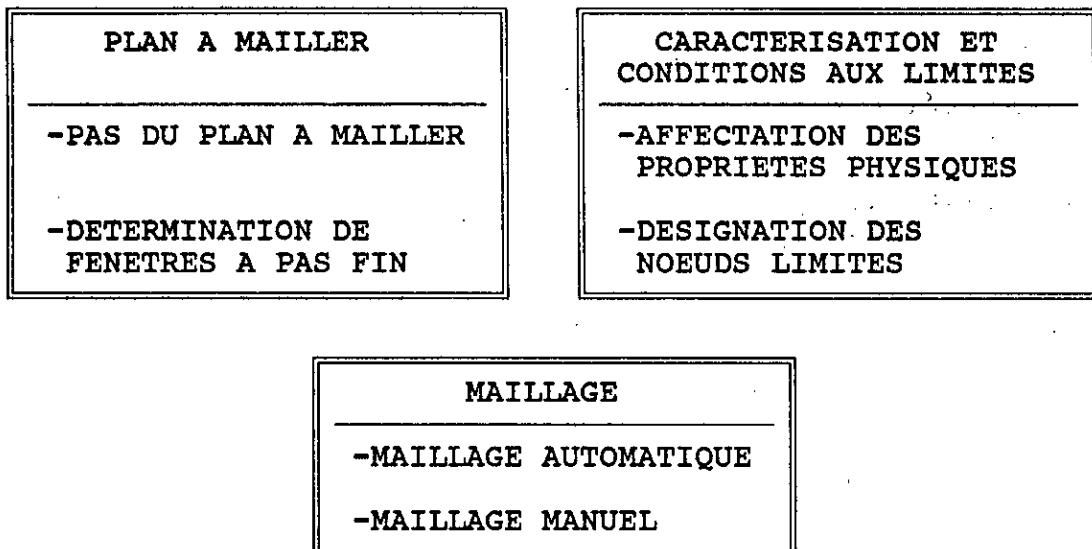 PLAN A MAILLER
-PAS DU PLAN A MAILLER
-DETERMINATION DE
FENETRES A PAS FIN
CARACTERISATION ET
CONDITIONS AUX LIMITES
-AFFECTATION DES
PROPRIETES PHYSIQUES
-DESIGNATION DES
NOEUDS LIMITES
MAILLAGE
-MAILLAGE AUTOMATIQUE
-MAILLAGE MANUEL